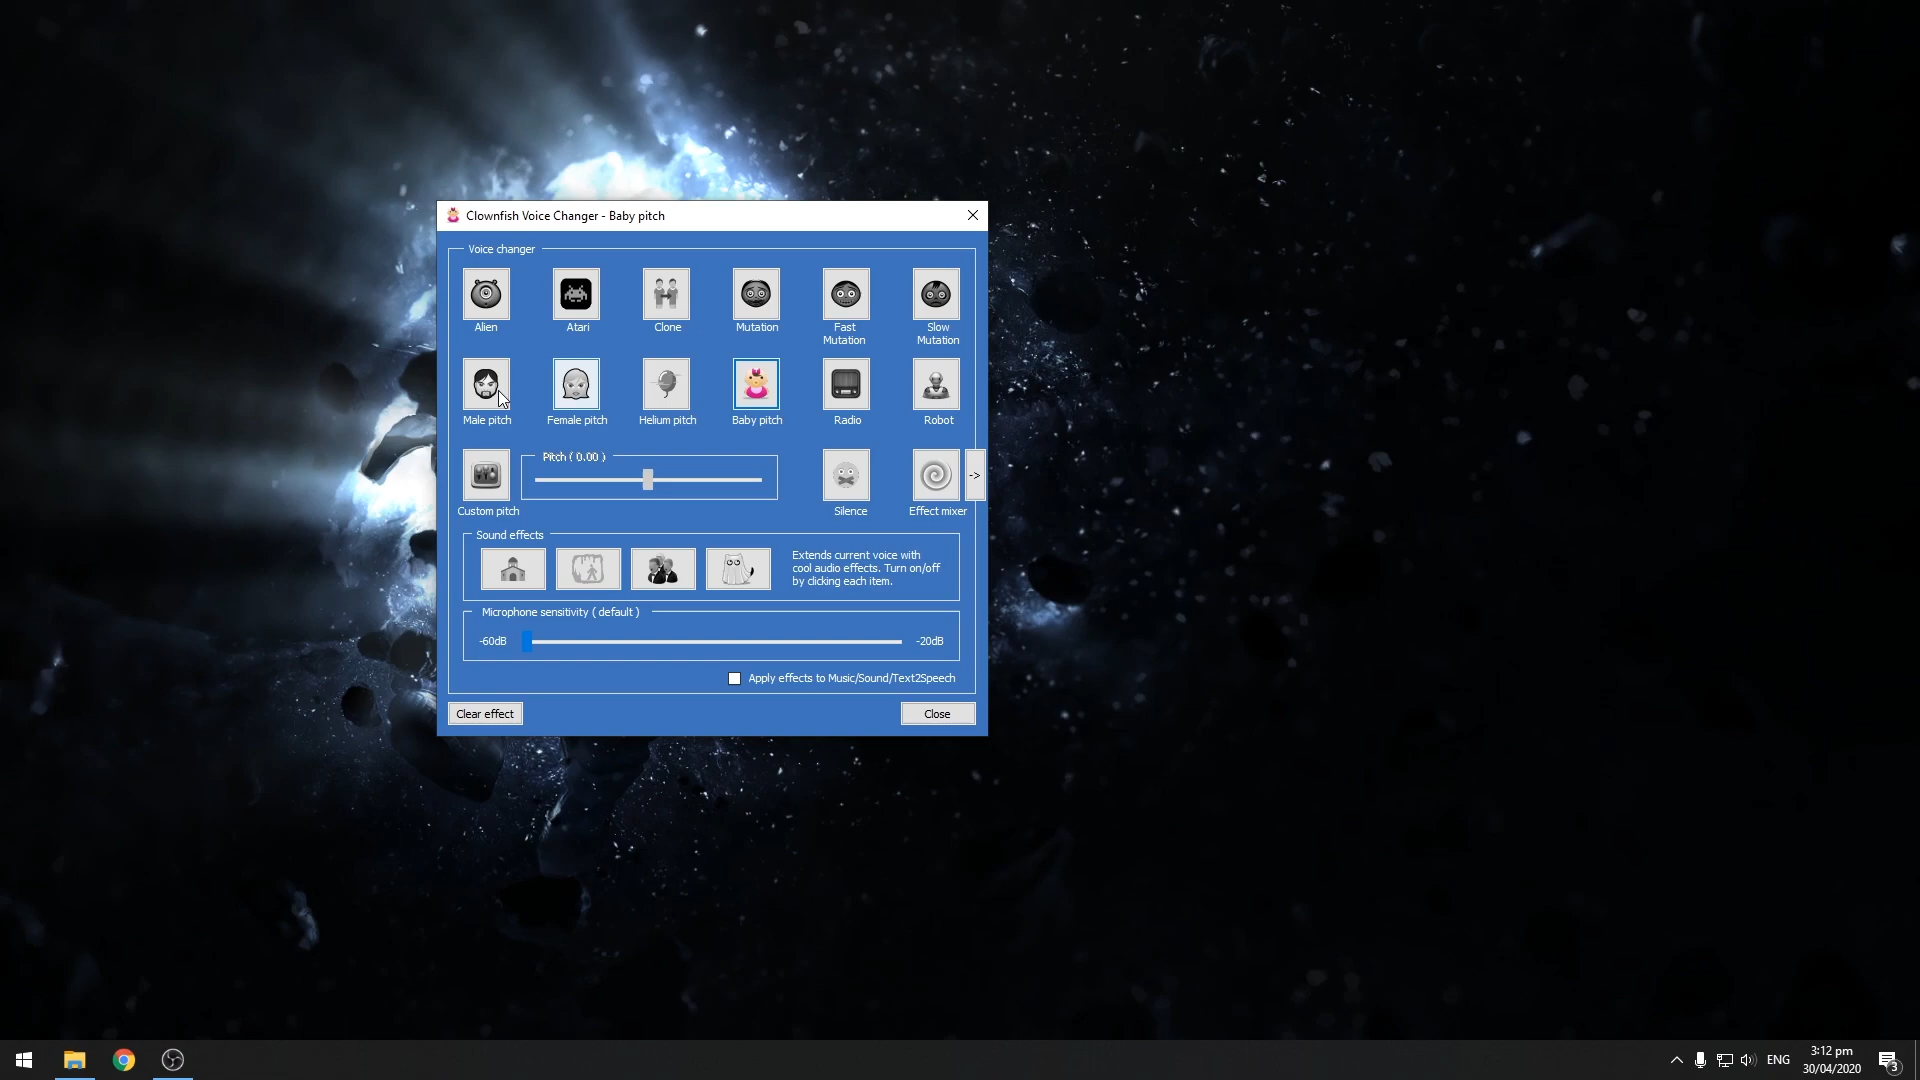 Clownfish Voice Changer - Baby pitch
Voice changer
Alien
Atari
Clone
Mutation
Fast
Mutation
Slow
Mutation
Male pitch
Female pitch
Helium pitch
Baby pitch
Radio
Robot
Pitch ( 0.00 )
->
Custom pitch
Silence
Effect mixer
Sound effects
Extends current voice with
cool audio effects. Turn on/off
by clicking each item.
Microphone sensitivity ( default )
-60dB
-20dB
Apply effects to Music/Sound/Text2Speech
Clear effect
Close
ENG
3:12 pm
30/04/2020
3